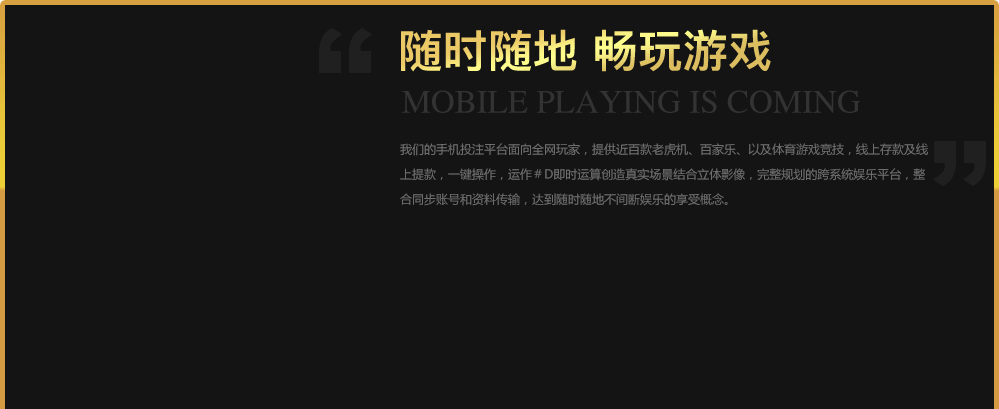 随时随地 畅玩游戏
MOBILE PLAYING IS COMING
我们的手机投注平台面向全网玩家，提供近百款老虎机、百家乐、以及体育游戏竞技，线上存款及线
上提款，一键操作，运作＃D即时运算创造真实场景结合立体影像，完整规划的跨系统娱乐平台，整
合同步账号和资料传输，达到随时随地不间断娱乐的享受概念。